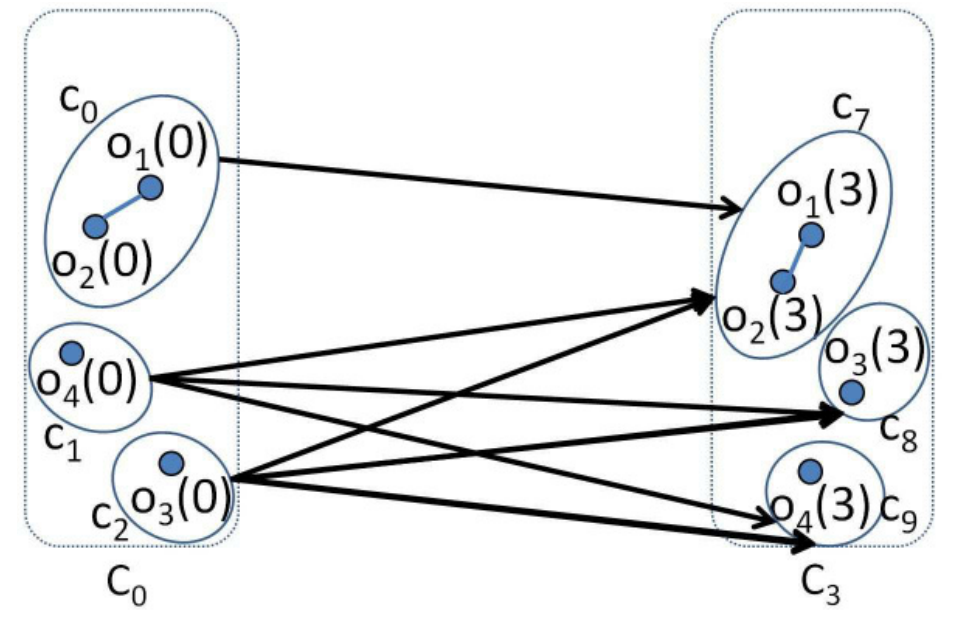 c₀
o₁(0)
o₂(0)
o₄(0)
c₁
o₃(0)
c₂
C₀
c₇
o₁(3)
o₂(3)
o₃(3)
c₈
o₄(3) c₉
C₃